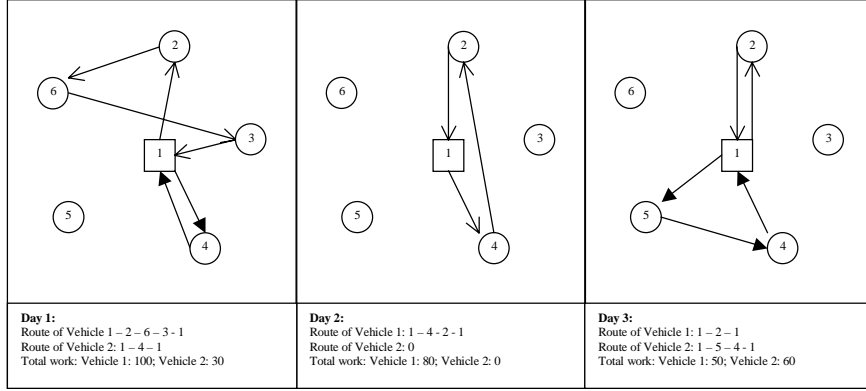 2
6
3
1
5
4
2
6
3
1
5
4
2
6
3
1
5
4
Day 1:
Route of Vehicle 1 – 2 – 6 – 3 - 1
Route of Vehicle 2: 1 – 4 – 1
Total work: Vehicle 1: 100; Vehicle 2: 30
Day 2:
Route of Vehicle 1: 1 – 4 - 2 - 1
Route of Vehicle 2: 0
Total work: Vehicle 1: 80; Vehicle 2: 0
Day 3:
Route of Vehicle 1: 1 – 2 – 1
Route of Vehicle 2: 1 – 5 – 4 - 1
Total work: Vehicle 1: 50; Vehicle 2: 60